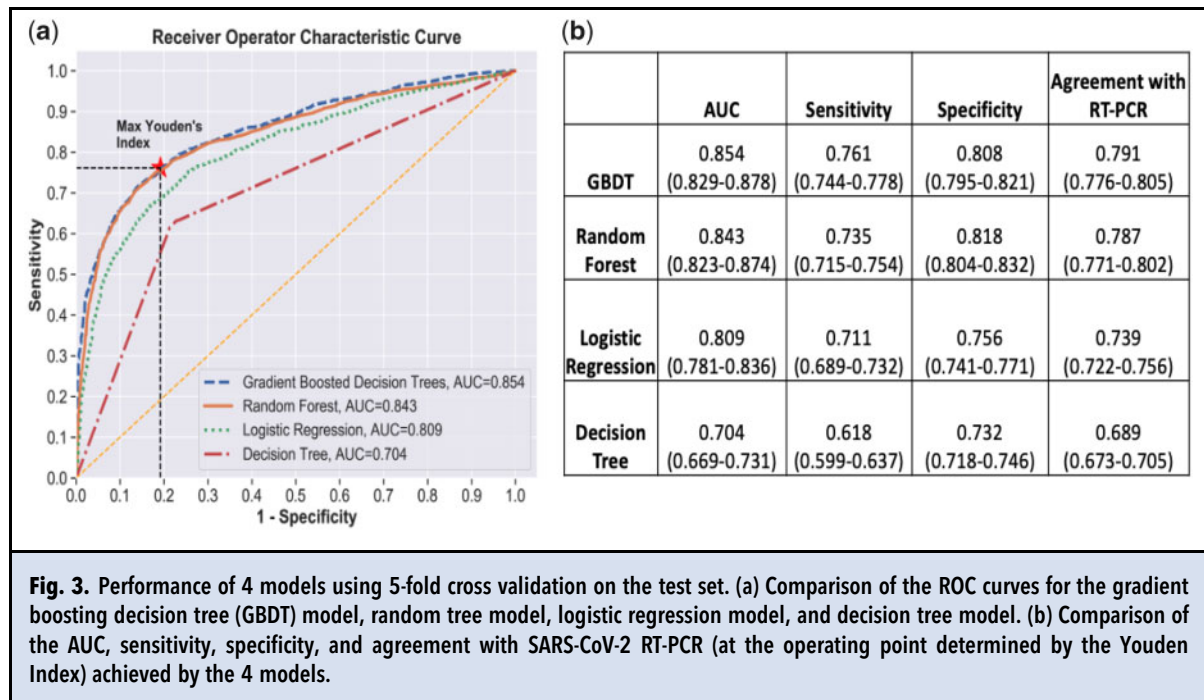 (a)
Receiver Operator Characteristic Curve
1.0
0.9
0.8
0.7
0.6
0.5
0.4
0.3
0.2
0.1
0.0
Sensitivity
Max Youden's
Index
Gradient Boosted Decision Trees, AUC=0.854
Random Forest, AUC=0.843
Logistic Regression, AUC=0.809
Decision Tree, AUC=0.704
0.0 0.1 0.2 0.3 0.4 0.5 0.6 0.7 0.8 0.9 1.0
1 - Specificity
(b)
AUC Sensitivity Specificity Agreement with RT-PCR
GBDT 0.854 (0.829-0.878) 0.761 (0.744-0.778) 0.808 (0.795-0.821) 0.791 (0.776-0.805)
Random Forest 0.843 (0.823-0.874) 0.735 (0.715-0.754) 0.818 (0.804-0.832) 0.787 (0.771-0.802)
Logistic Regression 0.809 (0.781-0.836) 0.711 (0.689-0.732) 0.756 (0.741-0.771) 0.739 (0.722-0.756)
Decision Tree 0.704 (0.669-0.731) 0.618 (0.599-0.637) 0.732 (0.718-0.746) 0.689 (0.673-0.705)
Fig. 3. Performance of 4 models using 5-fold cross validation on the test set. (a) Comparison of the ROC curves for the gradient
boosting decision tree (GBDT) model, random tree model, logistic regression model, and decision tree model. (b) Comparison of
the AUC, sensitivity, specificity, and agreement with SARS-CoV-2 RT-PCR (at the operating point determined by the Youden
Index) achieved by the 4 models.